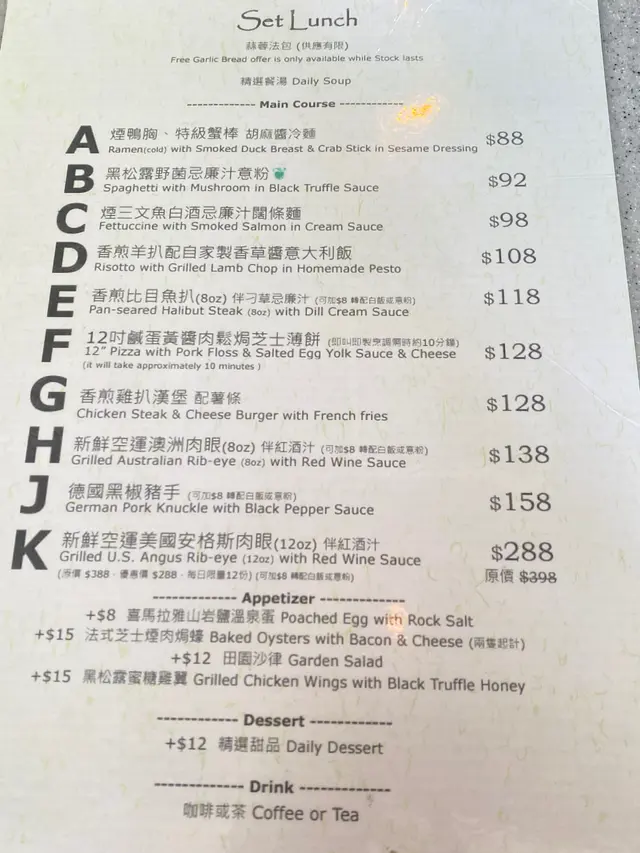 Set Lunch
蒜蓉法包 (供應有限)
Free Garlic Bread offer is only available while Stock lasts
精選餐湯 Daily Soup
------------ Main Course ------------
A 煙鴨胸、特級蟹棒 胡麻醬冷麵 $88
Ramen(cold) with Smoked Duck Breast & Crab Stick in Sesame Dressing
B 黑松露野菌忌廉汁意粉 $92
Spaghetti with Mushroom in Black Truffle Sauce
C 煙三文魚白酒忌廉汁闊條麵 $98
Fettuccine with Smoked Salmon in Cream Sauce
D 香煎羊扒配自家製香草醬意大利飯 $108
Risotto with Grilled Lamb Chop in Homemade Pesto
E 香煎比目魚扒(8oz) 伴刁草忌廉汁 (可加$8 轉配白飯或意粉) $118
Pan-seared Halibut Steak (8oz) with Dill Cream Sauce
F 12吋鹹蛋黃醬肉鬆焗芝士薄餅 (即叫即製烹調需時約10分鐘) $128
12" Pizza with Pork Floss & Salted Egg Yolk Sauce & Cheese
(it will take approximately 10 minutes )
G 香煎雞扒漢堡 配薯條 $128
Chicken Steak & Cheese Burger with French fries
H 新鮮空運澳洲肉眼(8oz) 伴紅酒汁 (可加$8 轉配白飯或意粉) $138
Grilled Australian Rib-eye (8oz) with Red Wine Sauce
J 德國黑椒豬手 (可加$8 轉配白飯或意粉) $158
German Pork Knuckle with Black Pepper Sauce
K 新鮮空運美國安格斯肉眼(12oz) 伴紅酒汁 $288
Grilled U.S. Angus Rib-eye (12oz) with Red Wine Sauce
(原價 $388，優惠價 $288，每日限量12份) (可加$8 轉配白飯或意粉) 原價 $398
------------ Appetizer ------------
+$8 喜馬拉雅山岩鹽溫泉蛋 Poached Egg with Rock Salt
+$15 法式芝士煙肉焗蠔 Baked Oysters with Bacon & Cheese (兩隻起計)
+$12 田園沙律 Garden Salad
+$15 黑松露蜜糖雞翼 Grilled Chicken Wings with Black Truffle Honey
------------ Dessert ------------
+$12 精選甜品 Daily Dessert
------------- Drink -------------
咖啡或茶 Coffee or Tea